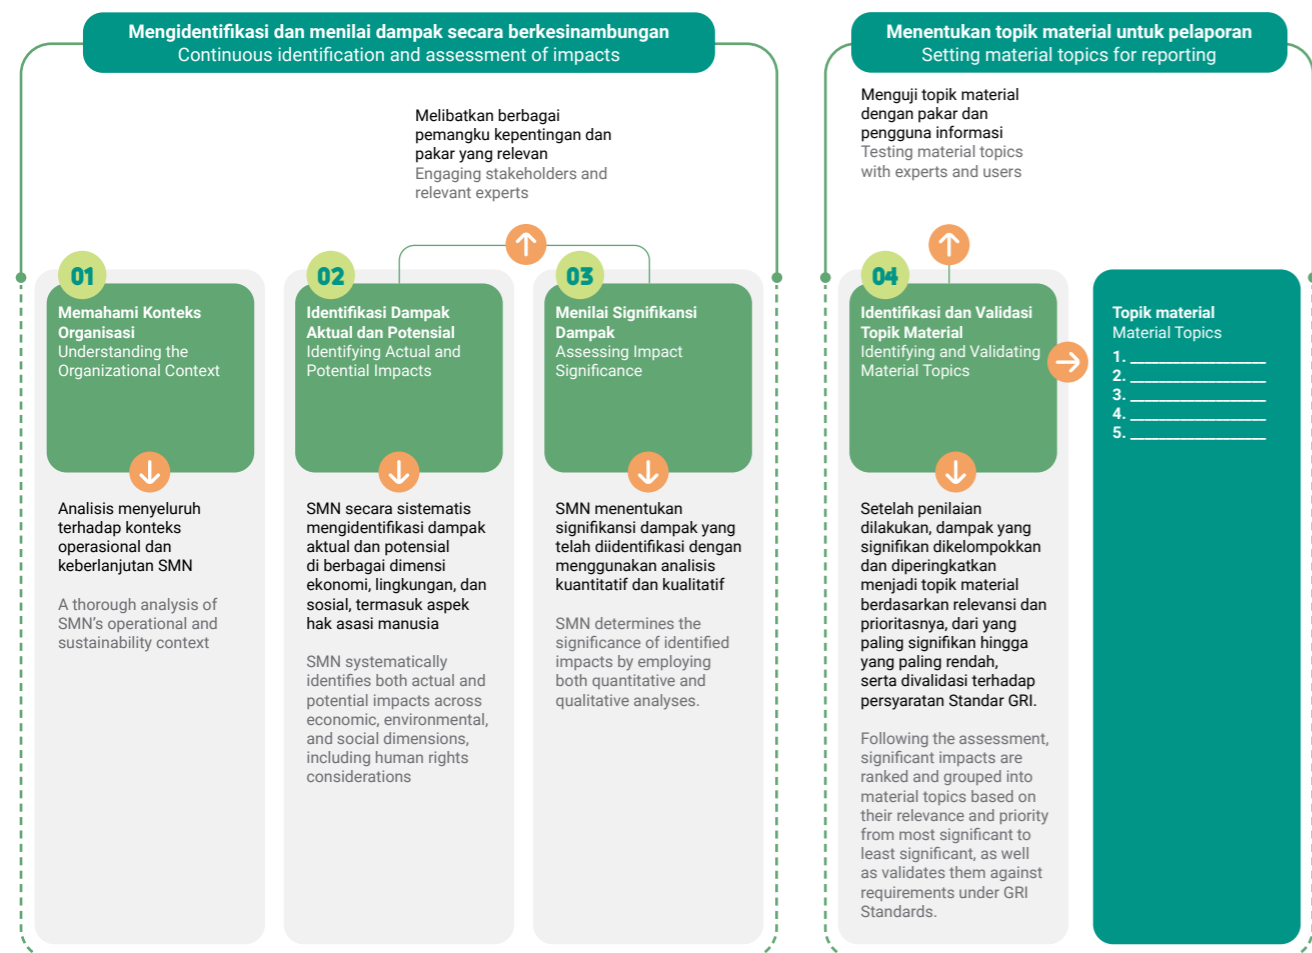 Mengidentifikasi dan menilai dampak secara berkesinambungan
Continuous identification and assessment of impacts
Melibatkan berbagai
pemangku kepentingan dan
pakar yang relevan
Engaging stakeholders and
relevant experts
01
Memahami Konteks
Organisasi
Understanding the
Organizational Context
Analisis menyeluruh
terhadap konteks
operasional dan
keberlanjutan SMN
A thorough analysis of
SMN's operational and
sustainability context
02
Identifikasi Dampak
Aktual dan Potensial
Identifying Actual and
Potential Impacts
SMN secara sistematis
mengidentifikasi dampak
aktual dan potensial
di berbagai dimensi
ekonomi, lingkungan, dan
sosial, termasuk aspek
hak asasi manusia
SMN systematically
identifies both actual and
potential impacts across
economic, environmental,
and social dimensions,
including human rights
considerations
03
Menilai Signifikansi
Dampak
Assessing Impact
Significance
SMN menentukan
signifikansi dampak yang
telah diidentifikasi dengan
menggunakan analisis
kuantitatif dan kualitatif
SMN determines the
significance of identified
impacts by employing
both quantitative and
qualitative analyses.
Menentukan topik material untuk pelaporan
Setting material topics for reporting
Menguji topik material
dengan pakar dan
pengguna informasi
Testing material topics
with experts and users
04
Identifikasi dan Validasi
Topik Material
Identifying and Validating
Material Topics
Setelah penilaian
dilakukan, dampak yang
signifikan dikelompokkan
dan diperingkatkan
menjadi topik material
berdasarkan relevansi dan
prioritasnya, dari yang
paling signifikan hingga
yang paling rendah,
serta divalidasi terhadap
persyaratan Standar GRI.
Following the assessment,
significant impacts are
ranked and grouped into
material topics based on
their relevance and priority
from most significant to
least significant, as well
as validates them against
requirements under GRI
Standards.
Topik material
Material Topics
1. ________________
2. ________________
3. ________________
4. ________________
5. ________________